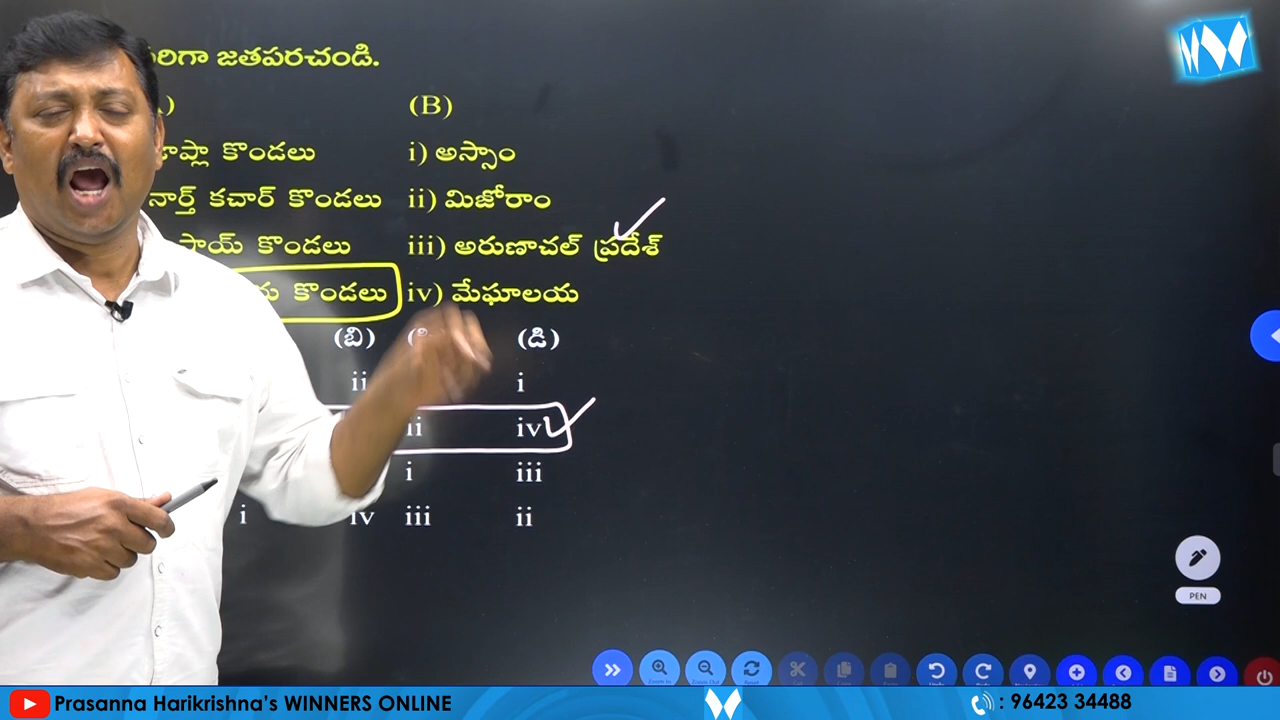 జతపరచండి.
(B)
కొండలు i) అస్సాం
నార్త్ కచార్ కొండలు ii) మిజోరాం
కొండలు iii) అరుణాచల్ ప్రదేశ్
కొండలు iv) మేఘాలయ
(బి) (డి)
ii i
ii iv
i iii
i iv iii ii
PEN
Prasanna Harikrishna's WINNERS ONLINE : 96423 34488